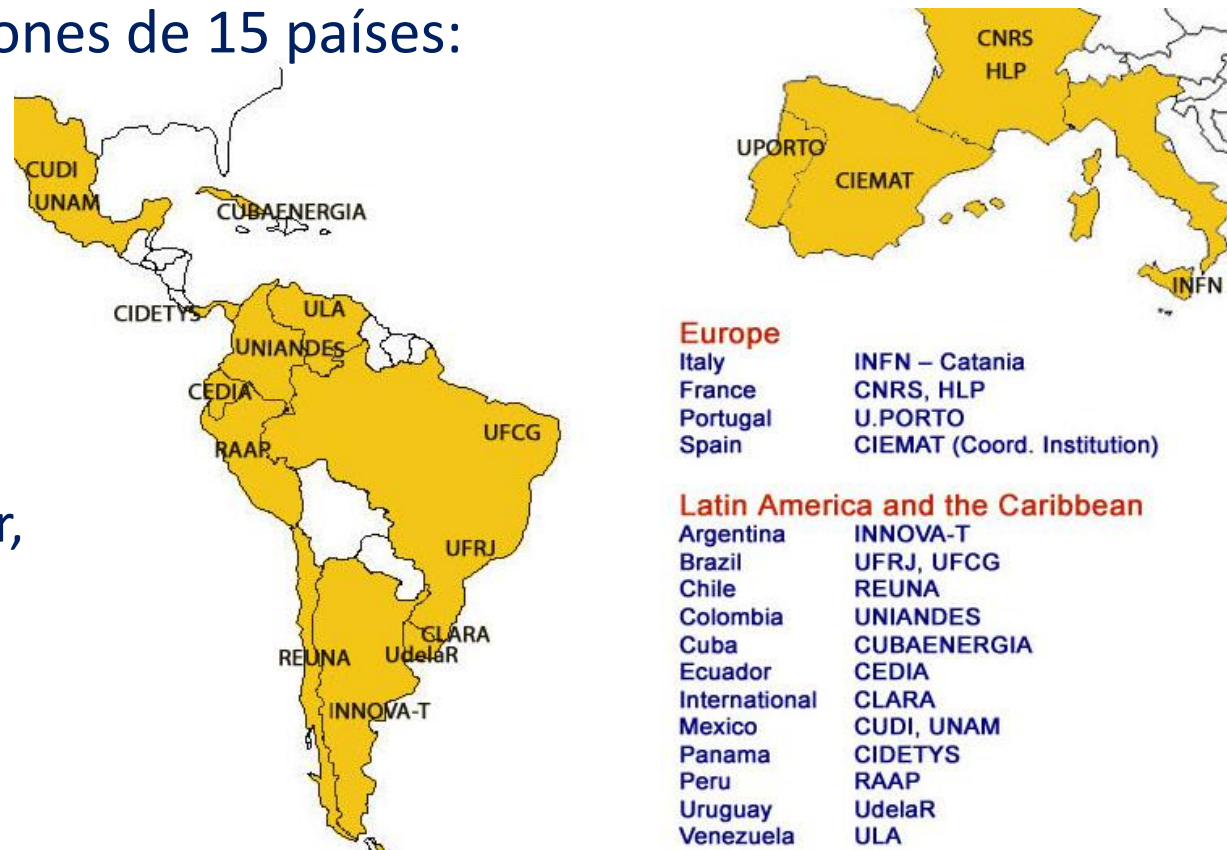 ones de 15 países:
CUDI
UNAM
CUBAENERGIA
CIDETYS
ULA
UNIANDES
CEDIA
RAAP
UFCG
UFRJ
CLARA
UdelaR
REUNA
INNOVA-T
r,
CNRS
HLP
UPORTO
CIEMAT
INFN
Europe
Italy INFN – Catania
France CNRS, HLP
Portugal U.PORTO
Spain CIEMAT (Coord. Institution)
Latin America and the Caribbean
Argentina INNOVA-T
Brazil UFRJ, UFCG
Chile REUNA
Colombia UNIANDES
Cuba CUBAENERGIA
Ecuador CEDIA
International CLARA
Mexico CUDI, UNAM
Panama CIDETYS
Peru RAAP
Uruguay UdelaR
Venezuela ULA